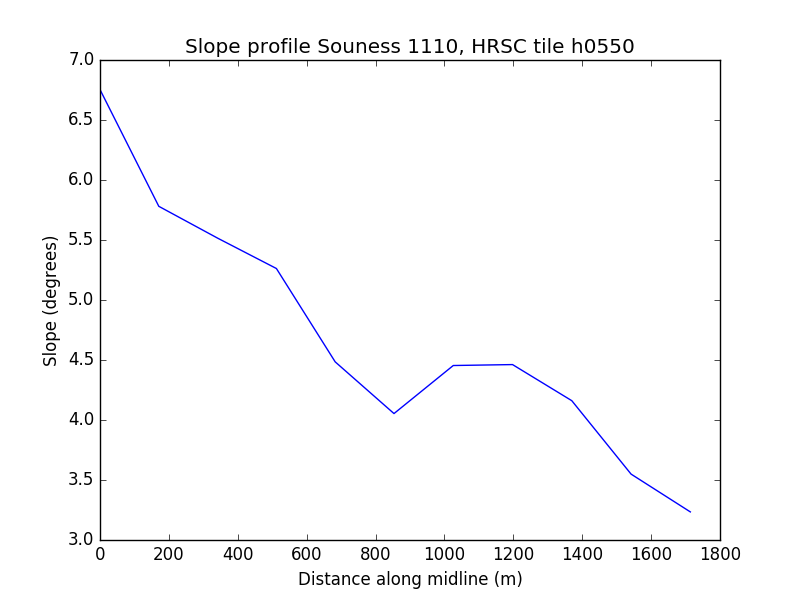 Slope profile Souness 1110, HRSC tile h0550
7.0
6.5
6.0
5.5
5.0
4.5
4.0
3.5
3.0
Slope (degrees)
0 200 400 600 800 1000 1200 1400 1600 1800
Distance along midline (m)